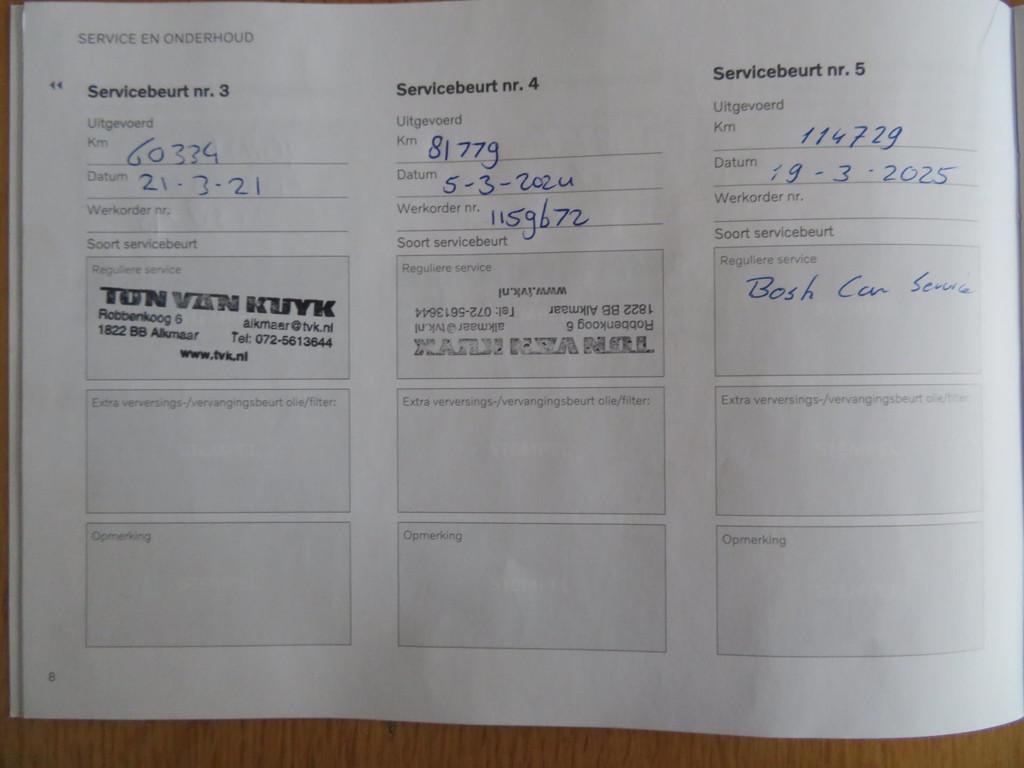 SERVICE EN ONDERHOUD
Servicebeurt nr. 3
Uitgevoerd
Km 60334
Datum 21-3-21
Werkorder nr.
Soort servicebeurt
Reguliere service
TON VAN KUYK
Robbenkoog 6 alkmaar@tvk.nl
1822 BB Alkmaar Tel: 072-5613644
www.tvk.nl
Extra verversings-/vervangingsbeurt olie/filter:
Opmerking
Servicebeurt nr. 4
Uitgevoerd
Km 81779
Datum 5-3-2024
Werkorder nr. 1159672
Soort servicebeurt
Reguliere service
TON VAN KUYK
Robbenkoog 6 alkmaar@tvk.nl
1822 BB Alkmaar Tel: 072-5613644
www.tvk.nl
Extra verversings-/vervangingsbeurt olie/filter:
Opmerking
Servicebeurt nr. 5
Uitgevoerd
Km 114729
Datum 19-3-2025
Werkorder nr.
Soort servicebeurt
Reguliere service
Bosh Car Service
Extra verversings-/vervangingsbeurt olie/filter:
Opmerking
8